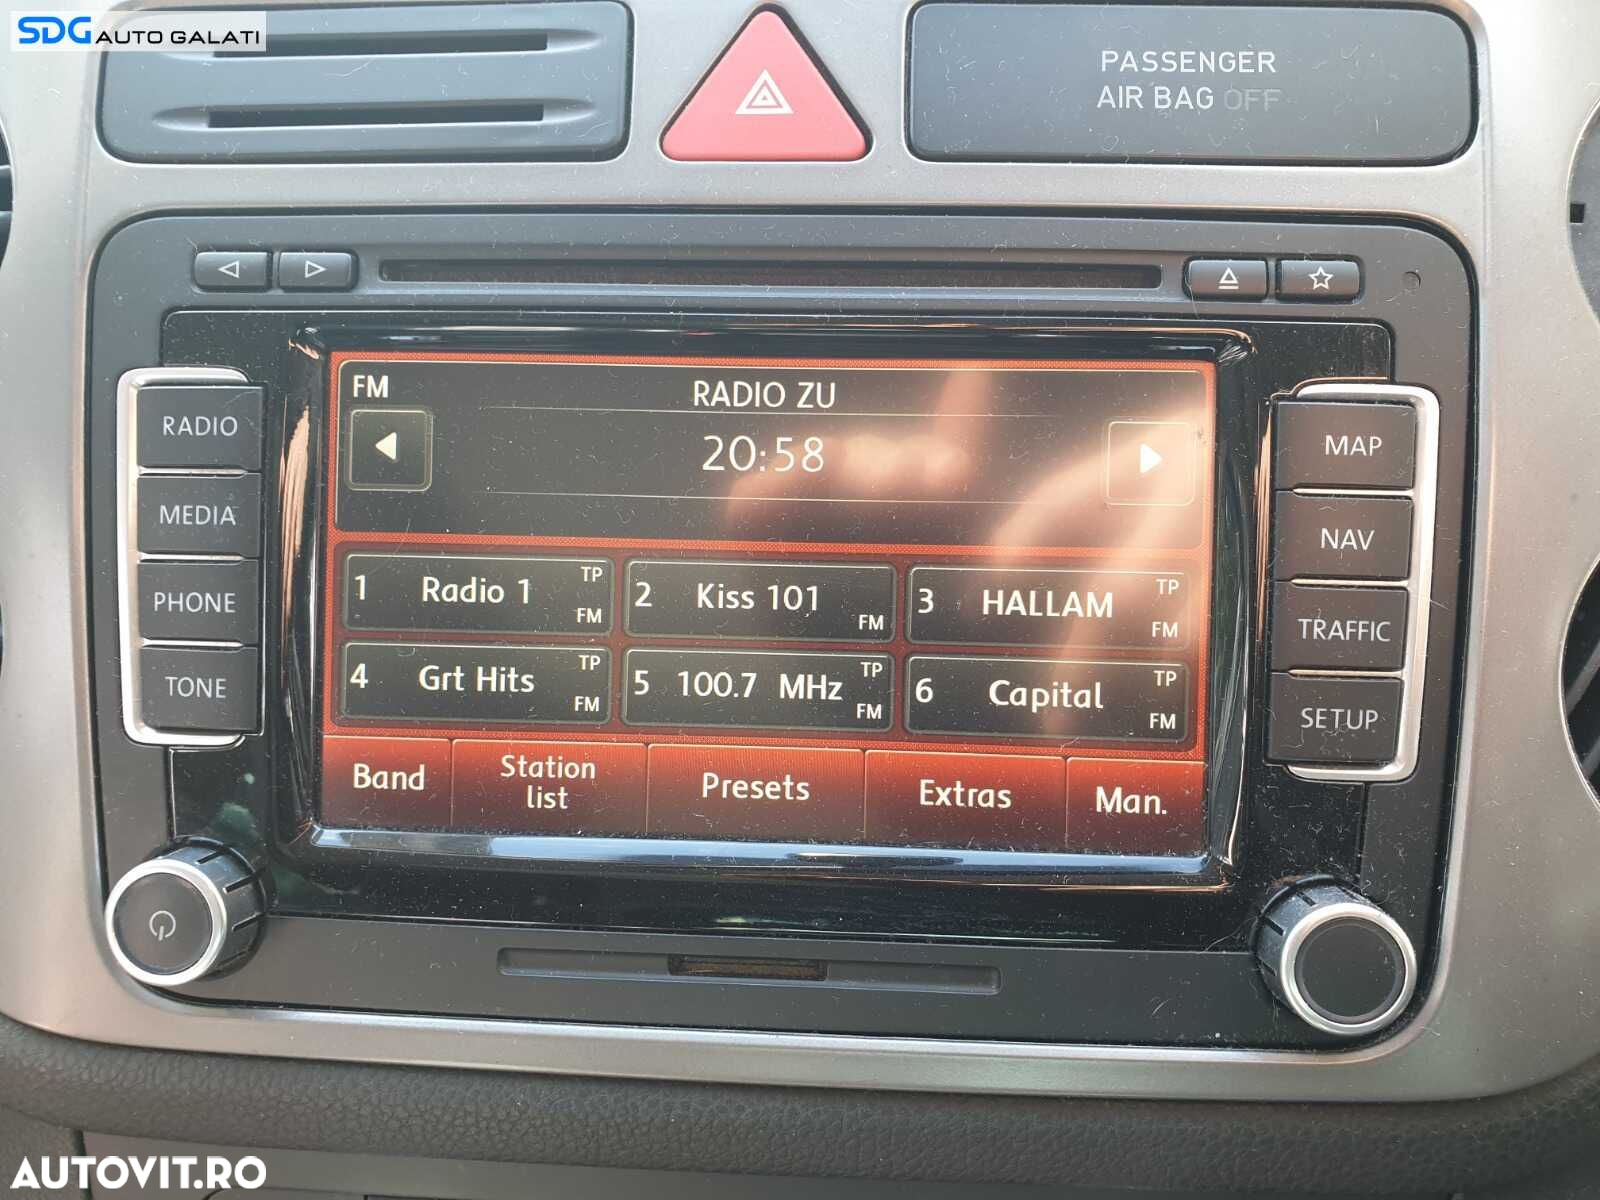 SDG AUTO GALATI
PASSENGER
AIR BAG OFF
FM
RADIO ZU
20:58
RADIO
MEDIA
PHONE
TONE
1 Radio 1 TP FM
2 Kiss 101 FM
3 HALLAM TP FM
4 Grt Hits TP FM
5 100.7 MHz TP FM
6 Capital TP FM
Band
Station
list
Presets
Extras
Man.
MAP
NAV
TRAFFIC
SETUP
AUTOVIT.RO